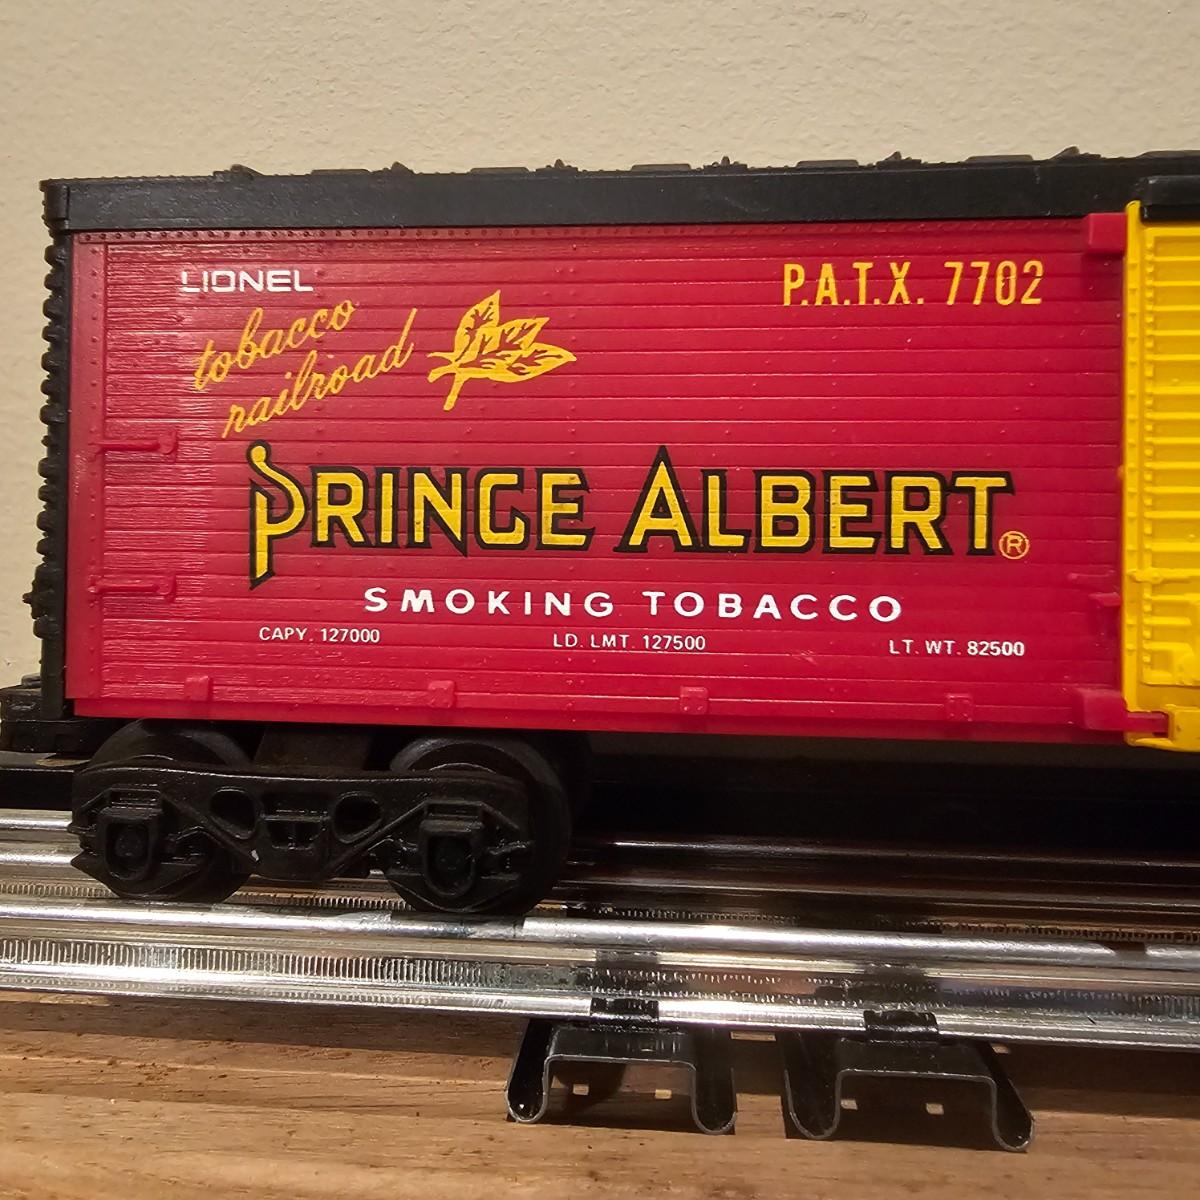 LIONEL
P.A.T.X. 7702
tobacco
railroad
PRINCE ALBERT®
SMOKING TOBACCO
CAPY. 127000 LD. LMT. 127500 LT. WT. 82500